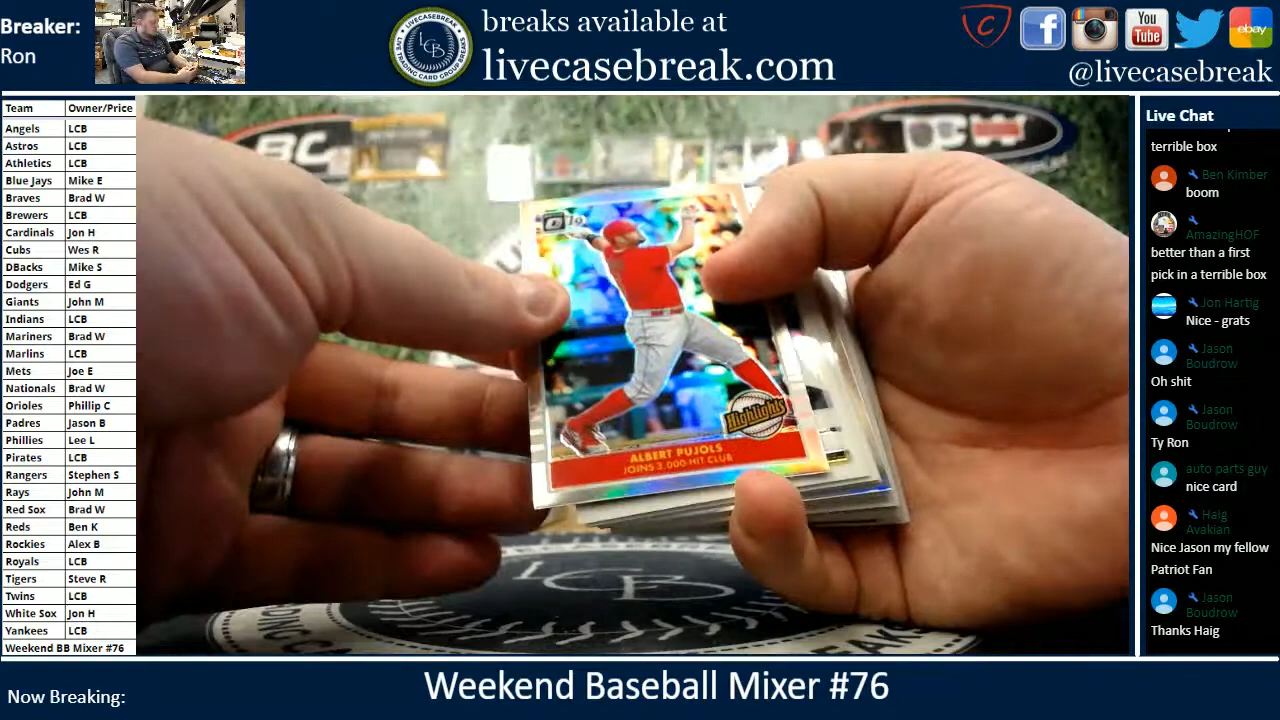 Breaker:
Ron
LCB
breaks available at
livecasebreak.com
You
Tube
ebay
@livecasebreak
Team Owner/Price
Angels LCB
Astros LCB
Athletics LCB
Blue Jays Mike E
Braves Brad W
Brewers LCB
Cardinals Jon H
Cubs Wes R
DBacks Mike S
Dodgers Ed G
Giants John M
Indians LCB
Mariners Brad W
Marlins LCB
Mets Joe E
Nationals Brad W
Orioles Phillip C
Padres Jason B
Phillies Lee L
Pirates LCB
Rangers Stephen S
Rays John M
Red Sox Brad W
Reds Ben K
Rockies Alex B
Royals LCB
Tigers Steve R
Twins LCB
White Sox Jon H
Yankees LCB
Weekend BB Mixer #76
BC
Highlights
ALBERT PUJOLS
JOINS 3,000 HIT CLUB
LCB
Live Chat
terrible box
Ben Kimber
boom
AmazingHOF
better than a first
pick in a terrible box
Jon Hartig
Nice - grats
Jason
Boudrow
Oh shit
Jason
Boudrow
Ty Ron
auto parts guy
nice card
Haig
Avakian
Nice Jason my fellow
Patriot Fan
Jason
Boudrow
Thanks Haig
Now Breaking:
Weekend Baseball Mixer #76